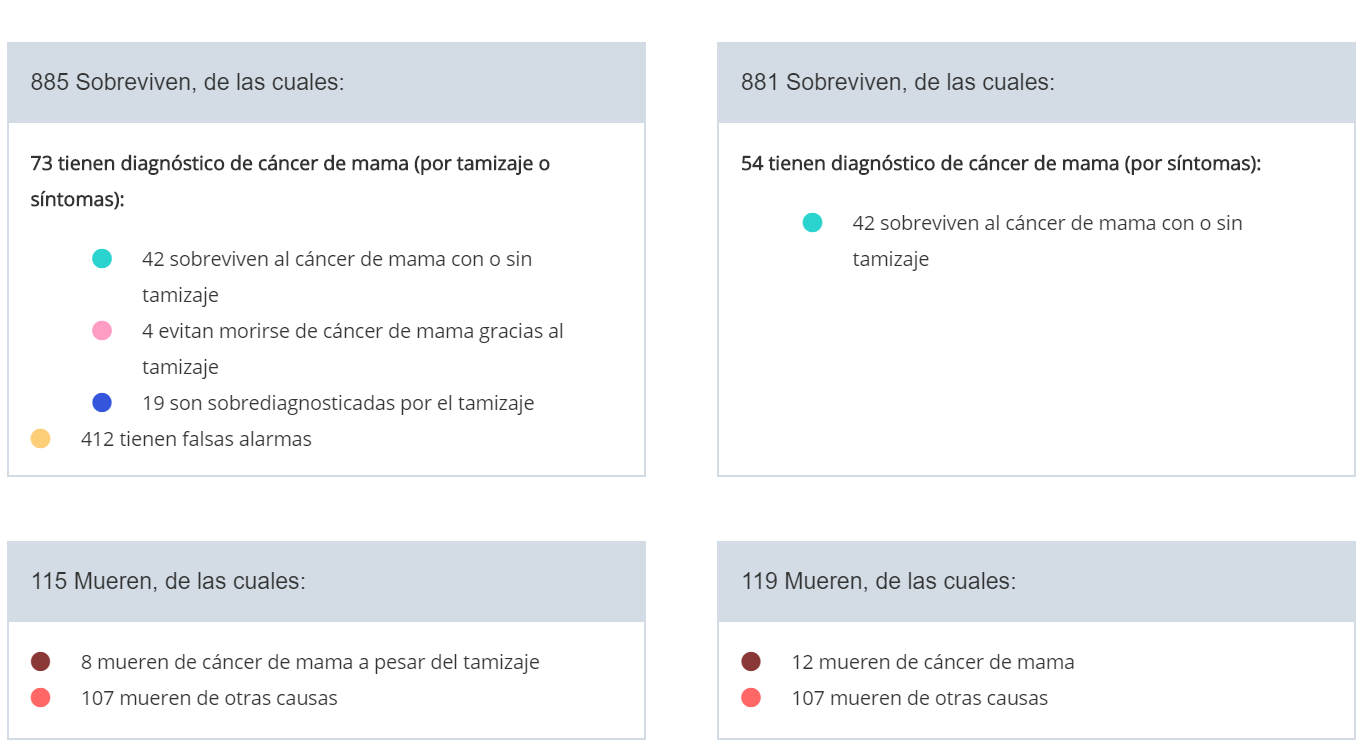 885 Sobreviven, de las cuales:
73 tienen diagnóstico de cáncer de mama (por tamizaje o
síntomas):
42 sobreviven al cáncer de mama con o sin
tamizaje
4 evitan morirse de cáncer de mama gracias al
tamizaje
19 son sobrediagnosticadas por el tamizaje
412 tienen falsas alarmas
881 Sobreviven, de las cuales:
54 tienen diagnóstico de cáncer de mama (por síntomas):
42 sobreviven al cáncer de mama con o sin
tamizaje
115 Mueren, de las cuales:
8 mueren de cáncer de mama a pesar del tamizaje
107 mueren de otras causas
119 Mueren, de las cuales:
12 mueren de cáncer de mama
107 mueren de otras causas